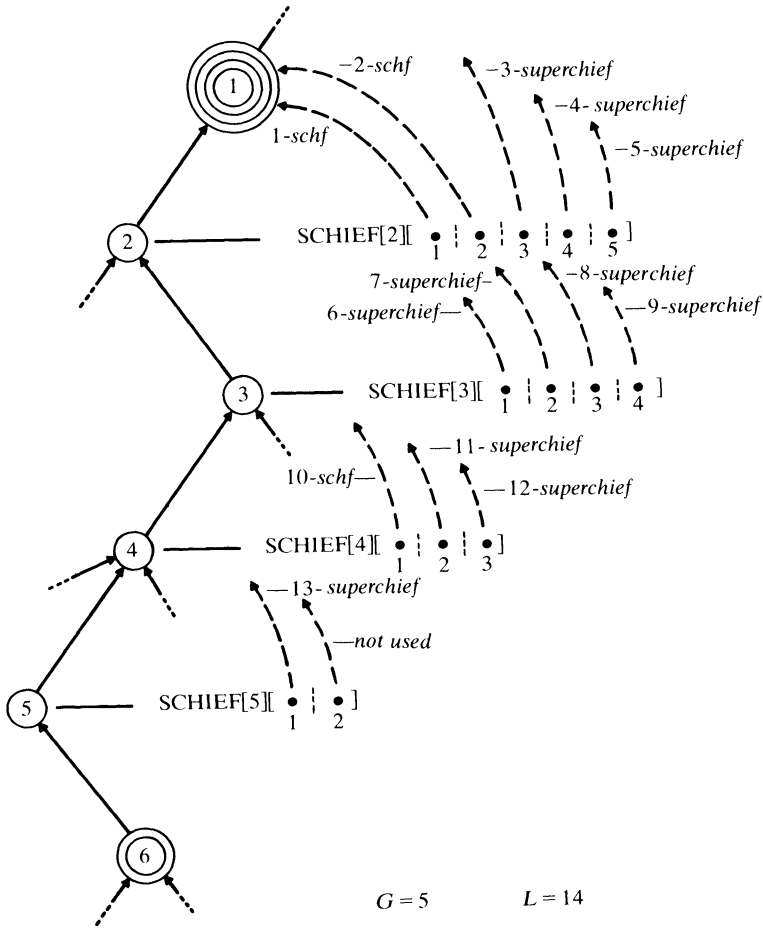 1
−2-schf
−3-superchief
−4- superchief
1-schf
−5-superchief
2
SCHIEF[2][ 1 2 3 4 5 ]
7-superchief−
−8-superchief
6-superchief—
—9-superchief
3
SCHIEF[3][ 1 2 3 4 ]
—11- superchief
10-schf—
—12-superchief
4
SCHIEF[4][ 1 2 3 ]
—13- superchief
—not used
5
SCHIEF[5][ 1 2 ]
6
G = 5 L = 14